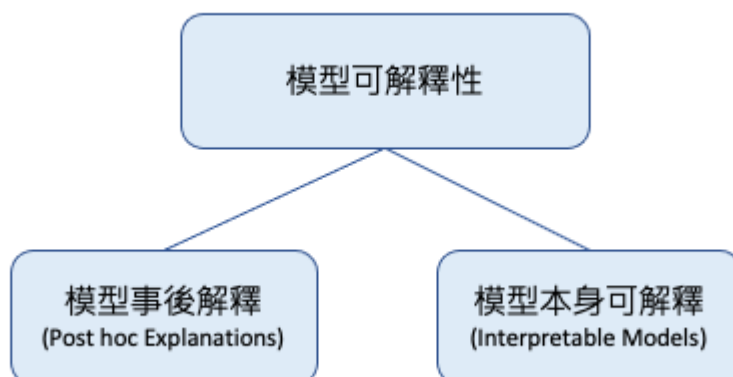 模型可解釋性
模型事後解釋
(Post hoc Explanations)
模型本身可解釋
(Interpretable Models)